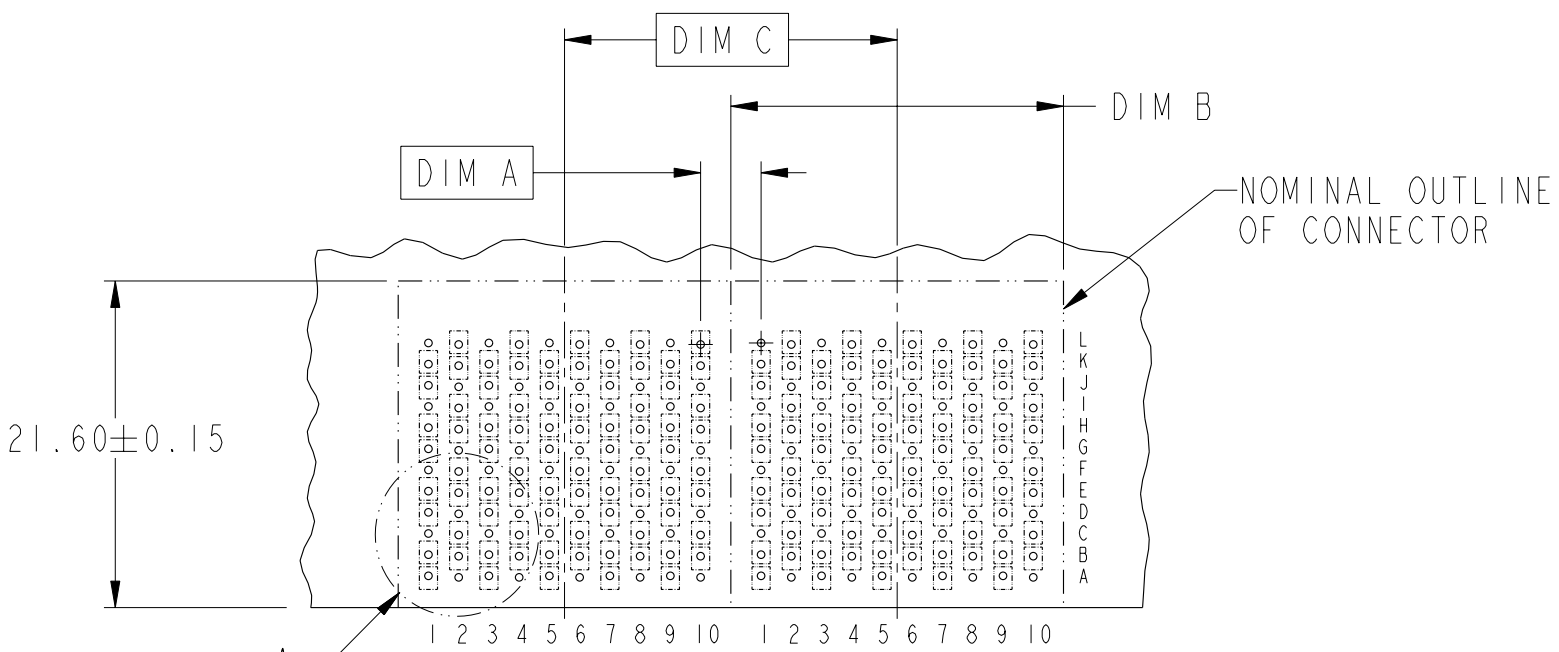 DIM C
DIM B
DIM A
NOMINAL OUTLINE
OF CONNECTOR
L
K
J
I
H
G
F
E
D
C
B
A
21.60±0.15
1 2 3 4 5 6 7 8 9 10 1 2 3 4 5 6 7 8 9 10